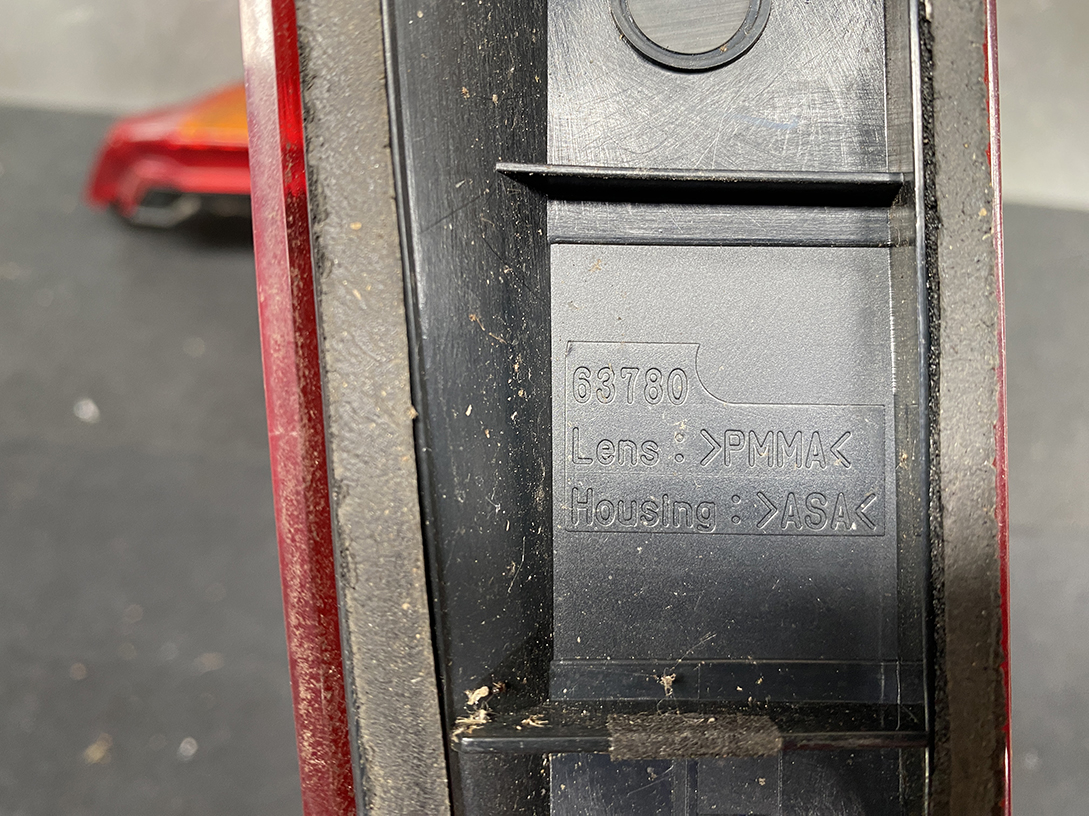 63780
Lens : >PMMA<
Housing : >ASA<